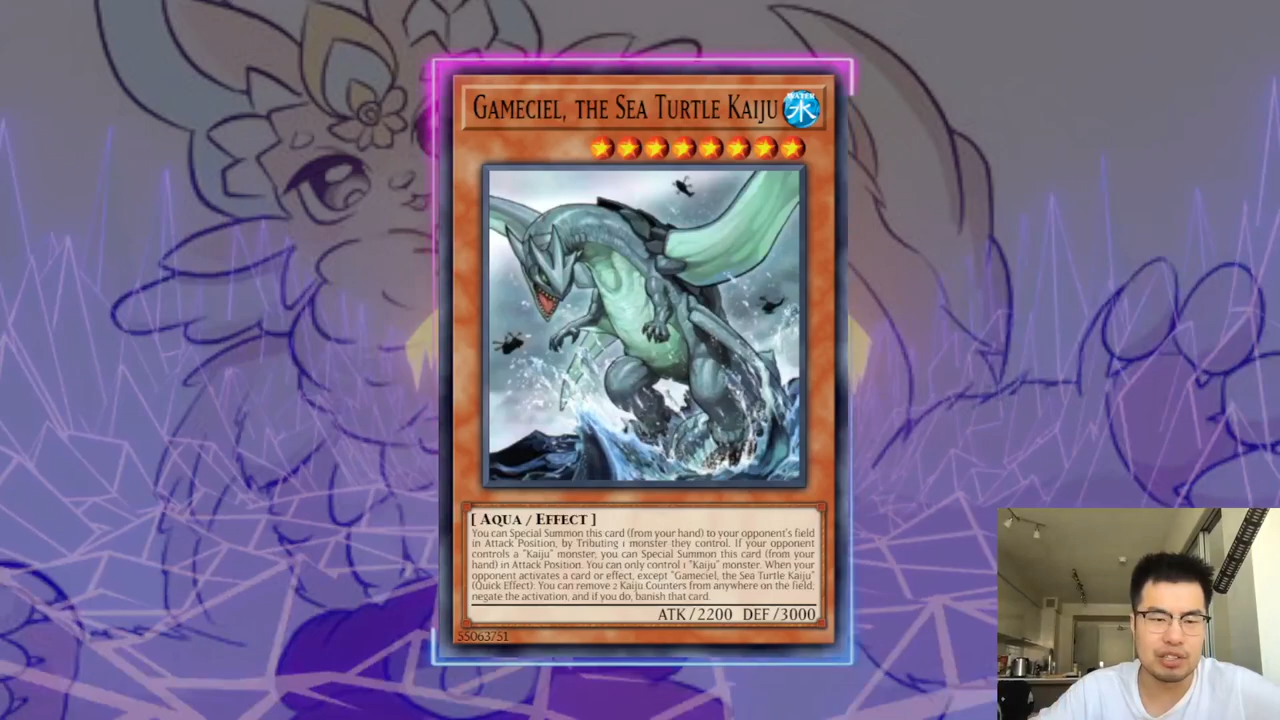 GAMECIEL, THE SEA TURTLE KAIJU
WATER
水
[ AQUA / EFFECT ]
You can Special Summon this card (from your hand) to your opponent's field
in Attack Position, by Tributing 1 monster they control. If your opponent
controls a "Kaiju" monster, you can Special Summon this card (from your
hand) in Attack Position. You can only control 1 "Kaiju" monster. When your
opponent activates a card or effect, except "Gameciel, the Sea Turtle Kaiju"
(Quick Effect): You can remove 2 Kaiju Counters from anywhere on the field;
negate the activation, and if you do, banish that card.
ATK/2200 DEF/3000
55063751